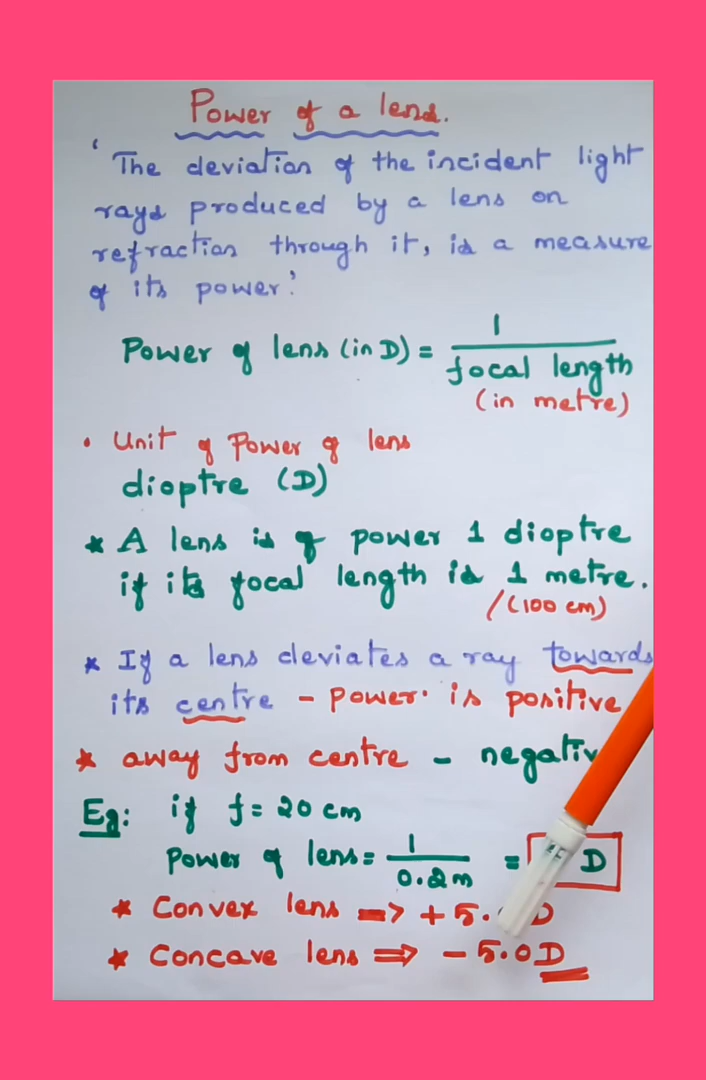 Power of a lens.
'The deviation of the incident light
rays produced by a lens on
refraction through it, is a measure
of its power.'
Power of lens (in D) = 1
focal length
(in metre)
• Unit of Power of lens
dioptre (D)
* A lens is of power 1 dioptre
if its focal length is 1 metre.
/(100 cm)
* If a lens deviates a ray towards
its centre - Power is positive
* away from centre - negativ
Eg: if f = 20 cm
Power of lens = 1 / 0.2m = D
* Convex lens => + 5. D
* Concave lens => - 5.0D